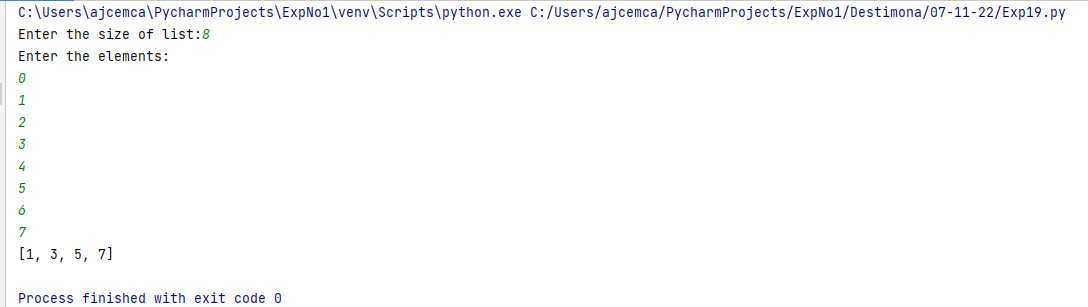 C:\Users\ajcemca\PycharmProjects\ExpNo1\venv\Scripts\python.exe C:/Users/ajcemca/PycharmProjects/ExpNo1/Destimona/07-11-22/Exp19.py
Enter the size of list:8
Enter the elements:
0
1
2
3
4
5
6
7
[1, 3, 5, 7]
Process finished with exit code 0